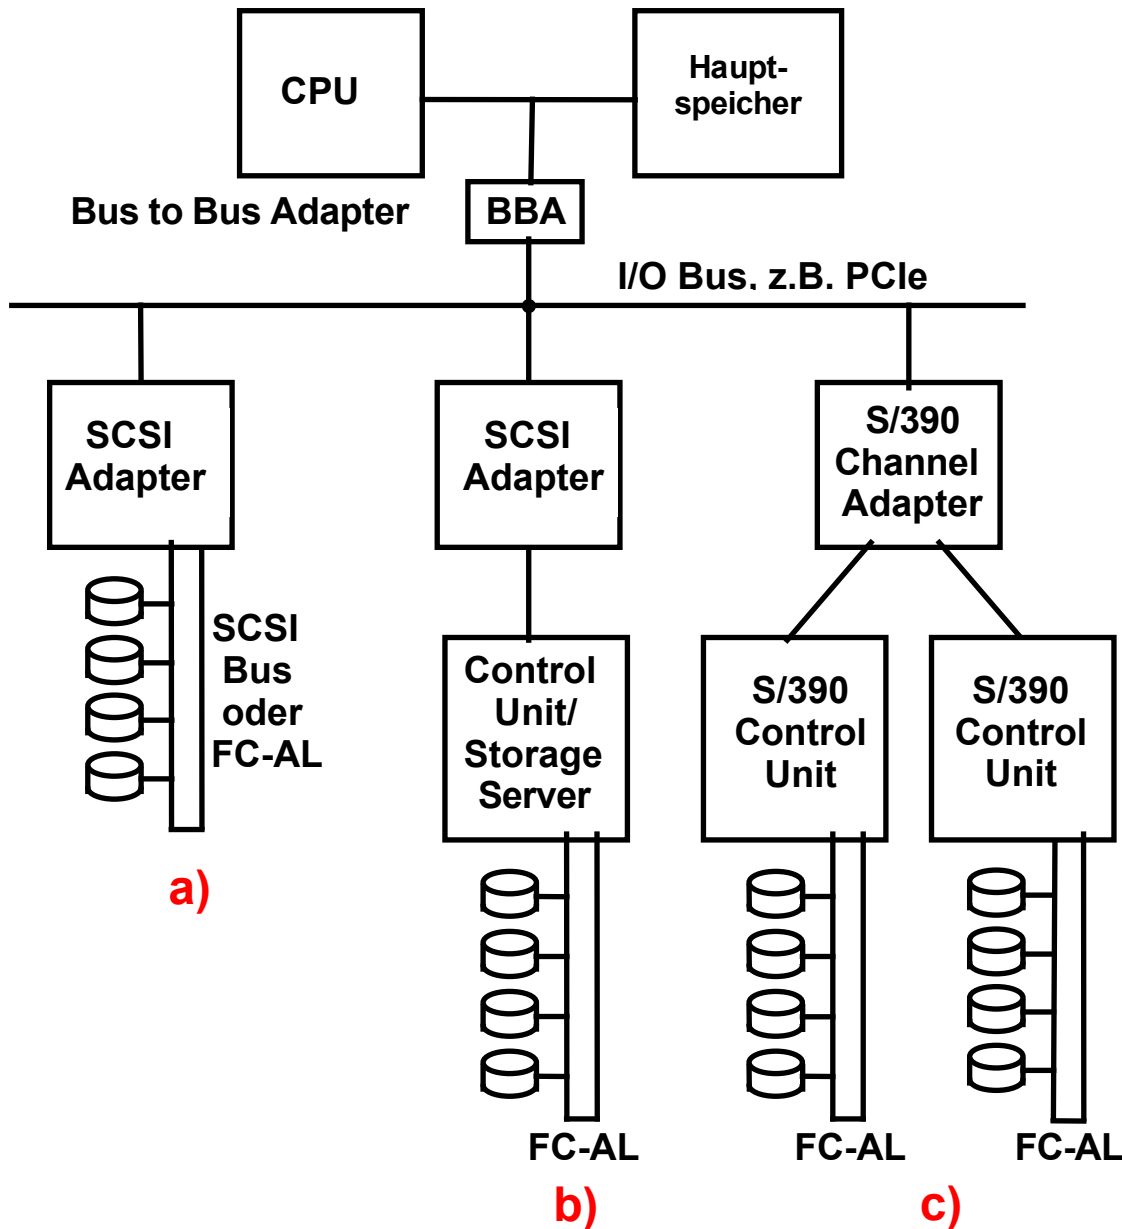 CPU
Haupt-
speicher
Bus to Bus Adapter
BBA
I/O Bus, z.B. PCIe
SCSI
Adapter
SCSI
Adapter
S/390
Channel
Adapter
SCSI
Bus
oder
FC-AL
a)
Control
Unit/
Storage
Server
S/390
Control
Unit
S/390
Control
Unit
FC-AL
FC-AL
FC-AL
b)
c)